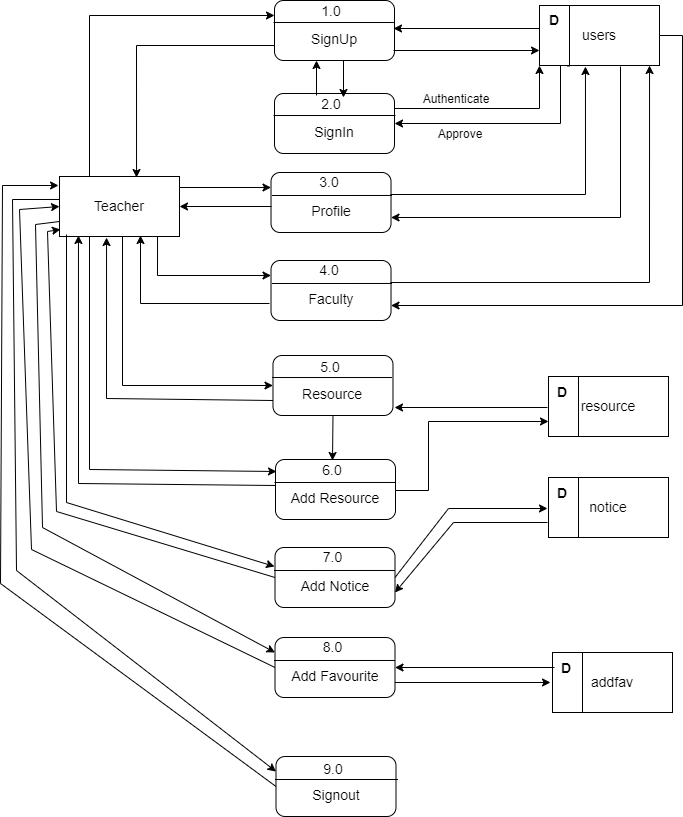 1.0
SignUp
D
users
Authenticate
2.0
SignIn
Approve
3.0
Teacher
Profile
4.0
Faculty
5.0
Resource
D
resource
6.0
Add Resource
D
notice
7.0
Add Notice
8.0
Add Favourite
D
addfav
9.0
Signout